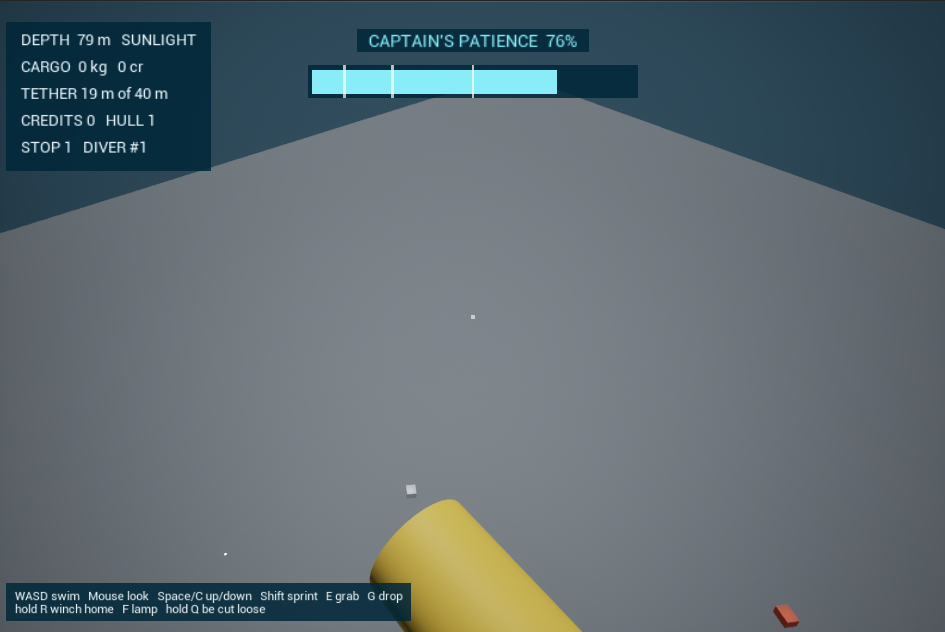 DEPTH 79 m SUNLIGHT
CARGO 0 kg 0 cr
TETHER 19 m of 40 m
CREDITS 0 HULL 1
STOP 1 DIVER #1
CAPTAIN'S PATIENCE 76%
WASD swim Mouse look Space/C up/down Shift sprint E grab G drop
hold R winch home F lamp hold Q be cut loose